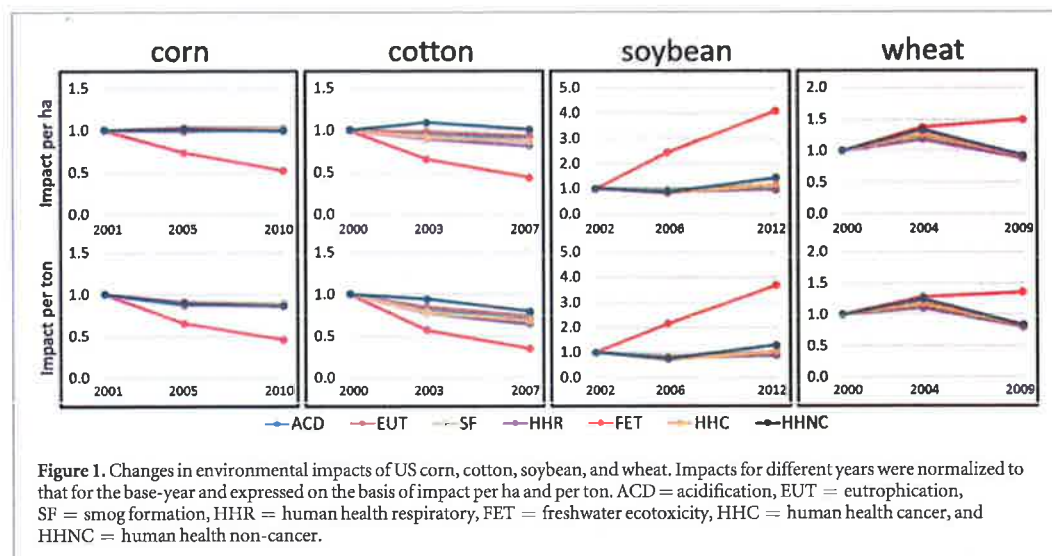 corn cotton soybean wheat
Impact per ha
1.5 1.5 5.0 2.0
1.0 1.0 4.0 1.5
0.5 0.5 3.0 1.0
0.0 0.0 2.0 0.5
1.0 0.0
0.0
2001 2005 2010 2000 2003 2007 2002 2006 2012 2000 2004 2009
Impact per ton
1.5 1.5 5.0 2.0
1.0 1.0 4.0 1.5
0.5 0.5 3.0 1.0
0.0 0.0 2.0 0.5
1.0 0.0
0.0
2001 2005 2010 2000 2003 2007 2002 2006 2012 2000 2004 2009
ACD EUT SF HHR FET HHC HHNC
Figure 1. Changes in environmental impacts of US corn, cotton, soybean, and wheat. Impacts for different years were normalized to
that for the base-year and expressed on the basis of impact per ha and per ton. ACD = acidification, EUT = eutrophication,
SF = smog formation, HHR = human health respiratory, FET = freshwater ecotoxicity, HHC = human health cancer, and
HHNC = human health non-cancer.